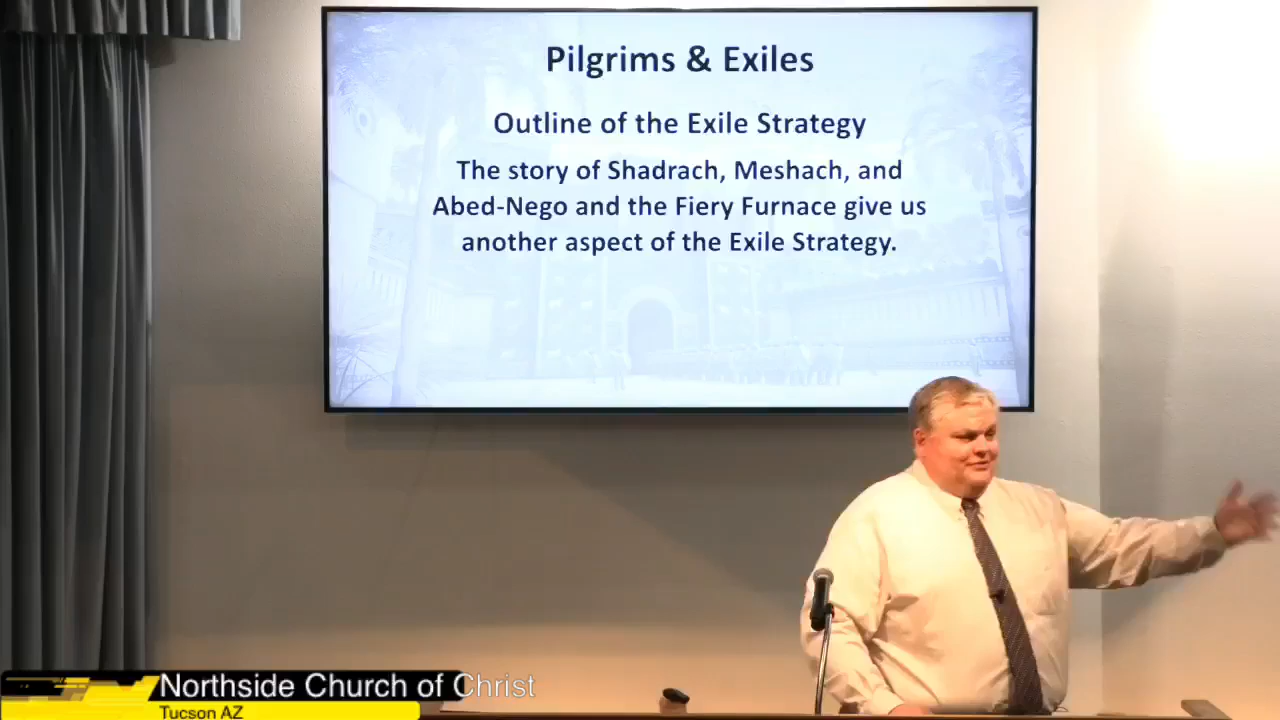 Pilgrims & Exiles
Outline of the Exile Strategy
The story of Shadrach, Meshach, and
Abed-Nego and the Fiery Furnace give us
another aspect of the Exile Strategy.
Northside Church of Christ
Tucson AZ